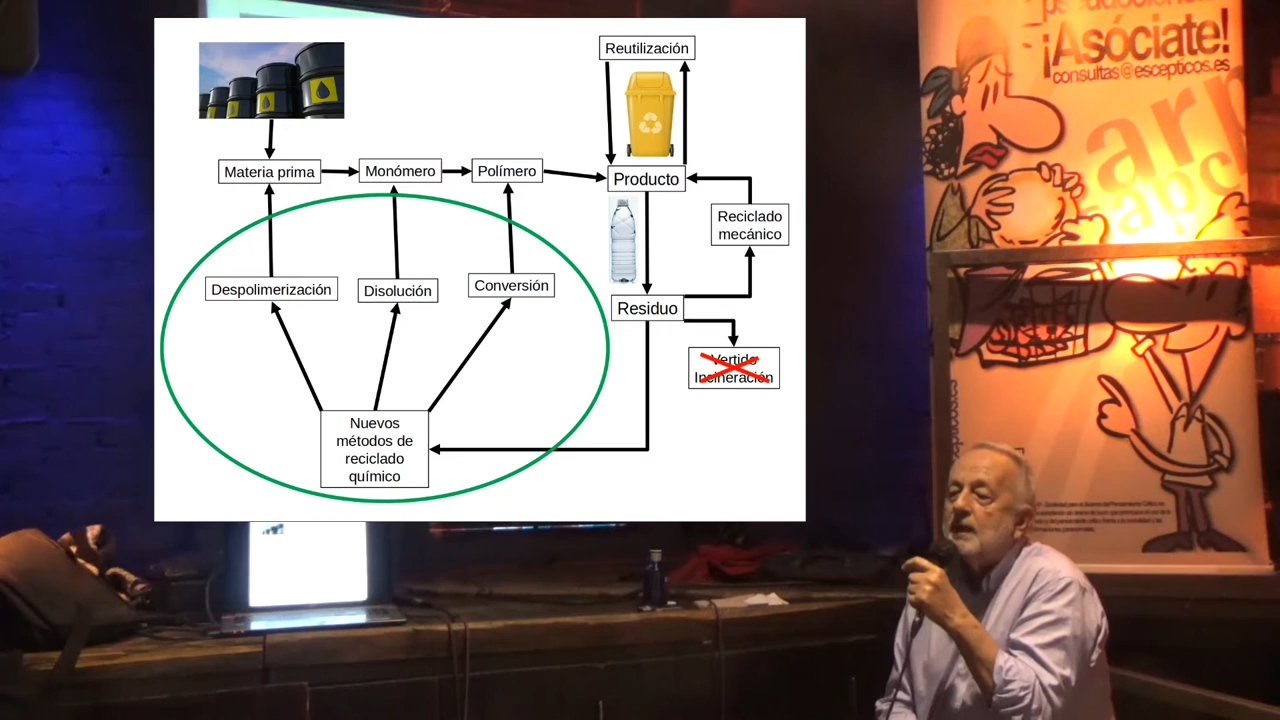 Reutilización
Materia prima
Monómero
Polímero
Producto
Reciclado
mecánico
Despolimerización
Disolución
Conversión
Residuo
Vertido
Incineración
Nuevos
métodos de
reciclado
químico
¡Asóciate!
consultas@escepticos.es